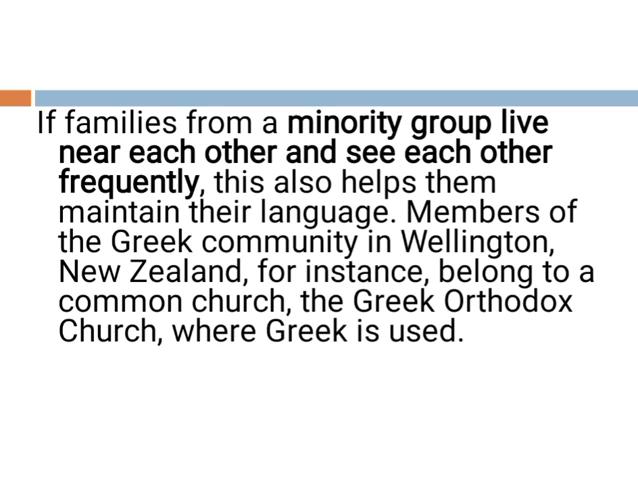 If families from a minority group live
near each other and see each other
frequently, this also helps them
maintain their language. Members of
the Greek community in Wellington,
New Zealand, for instance, belong to a
common church, the Greek Orthodox
Church, where Greek is used.